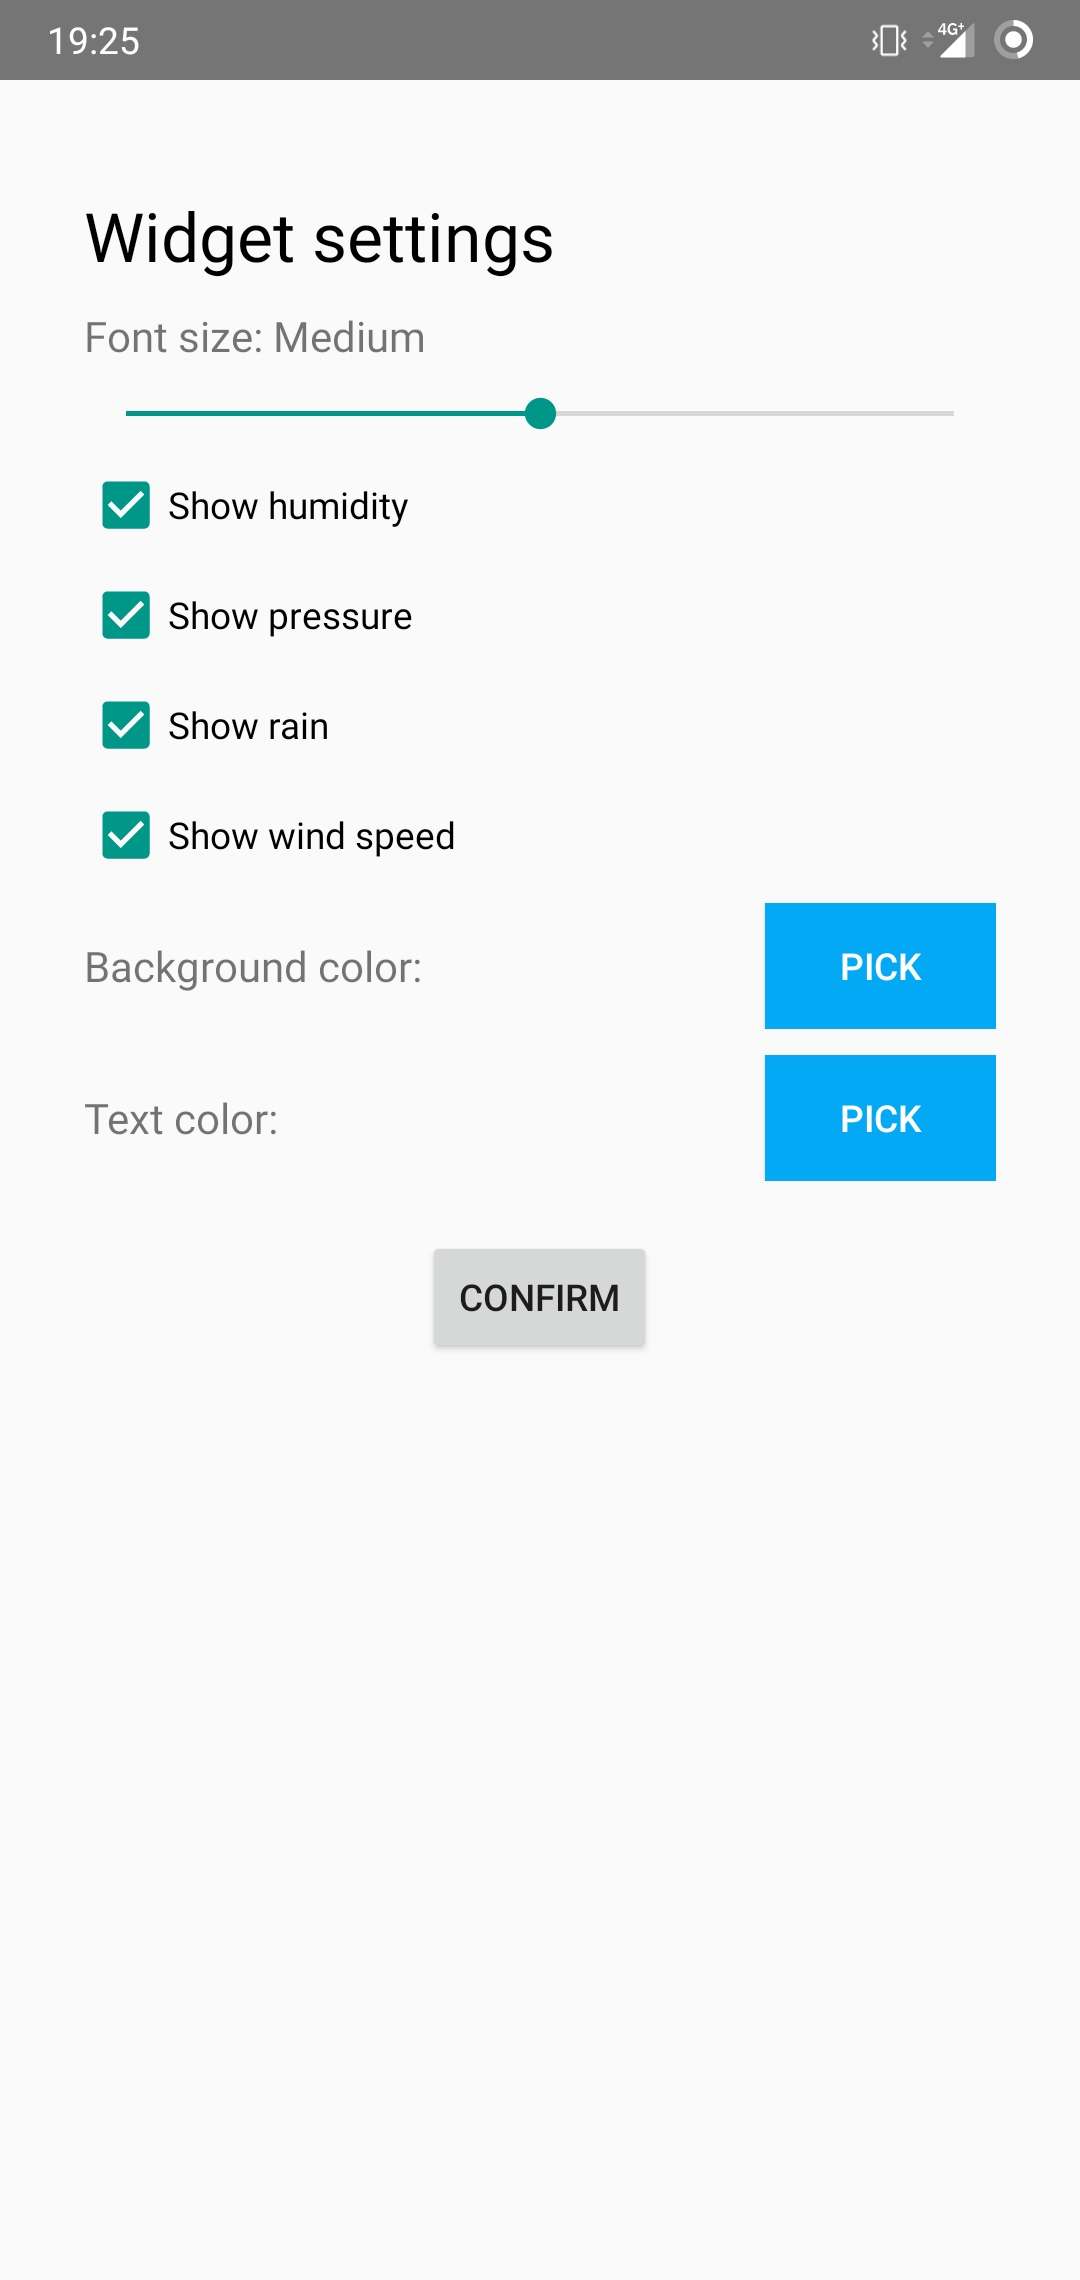 19:25
4G+
Widget settings
Font size: Medium
Show humidity
Show pressure
Show rain
Show wind speed
Background color:
PICK
Text color:
PICK
CONFIRM